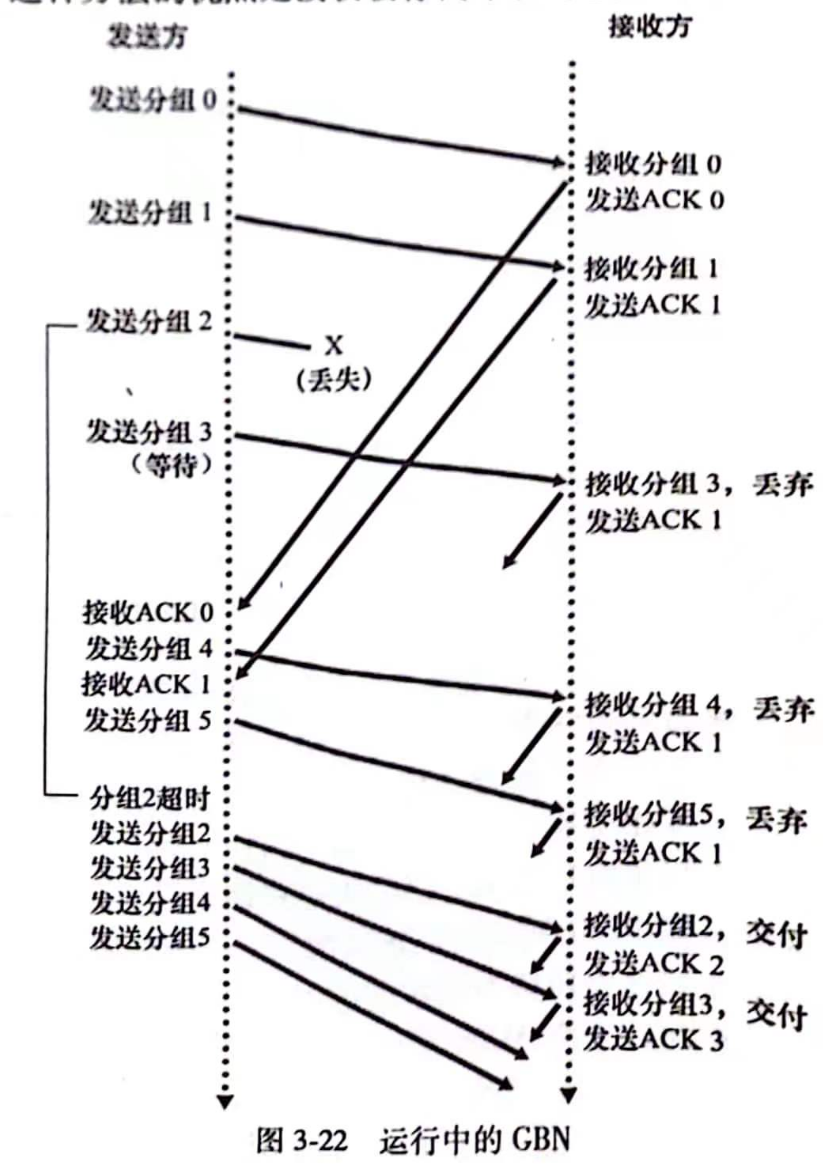 发送方
接收方
发送分组 0
接收分组 0
发送ACK 0
发送分组 1
接收分组 1
发送ACK 1
发送分组 2
X
(丢失)
发送分组 3
（等待）
接收分组 3，丢弃
发送ACK 1
接收ACK 0
发送分组 4
接收ACK 1
发送分组 5
接收分组 4，丢弃
发送ACK 1
分组2超时
发送分组2
发送分组3
发送分组4
发送分组5
接收分组5，丢弃
发送ACK 1
接收分组2，交付
发送ACK 2
接收分组3，交付
发送ACK 3
图 3-22 运行中的 GBN